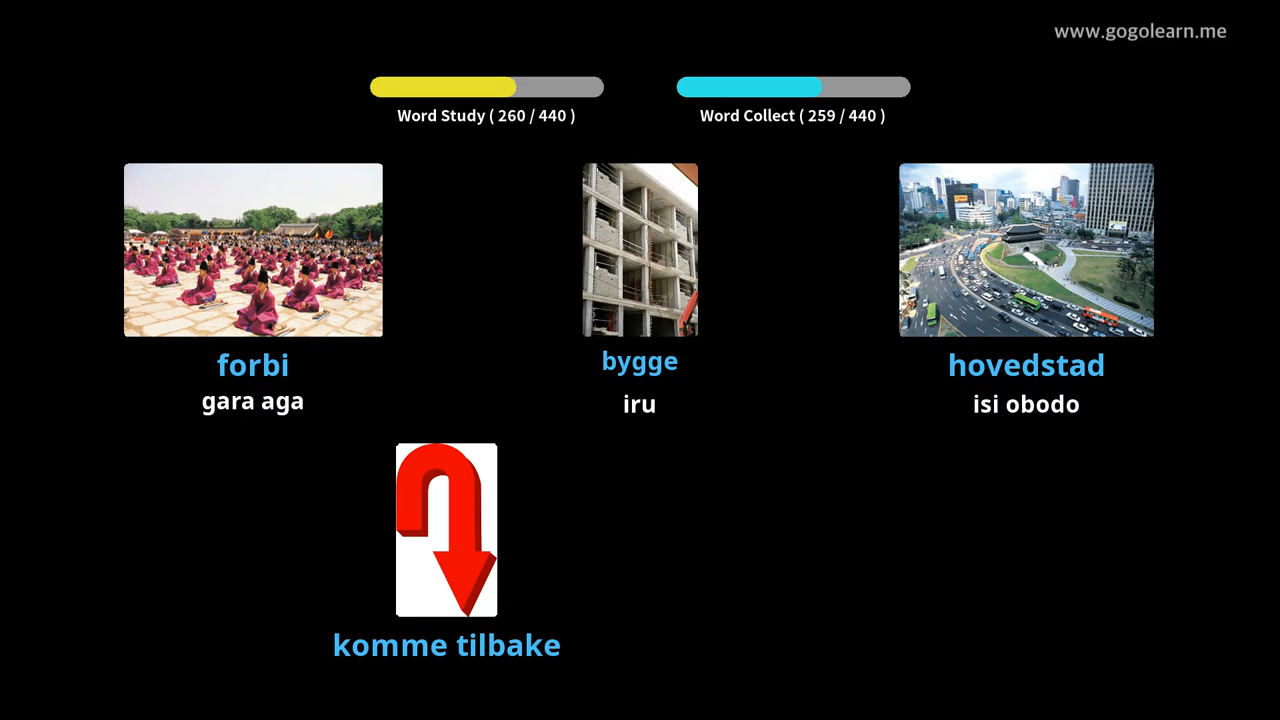 www.gogolearn.me
Word Study ( 260 / 440 )
Word Collect ( 259 / 440 )
forbi
gara aga
bygge
iru
hovedstad
isi obodo
komme tilbake